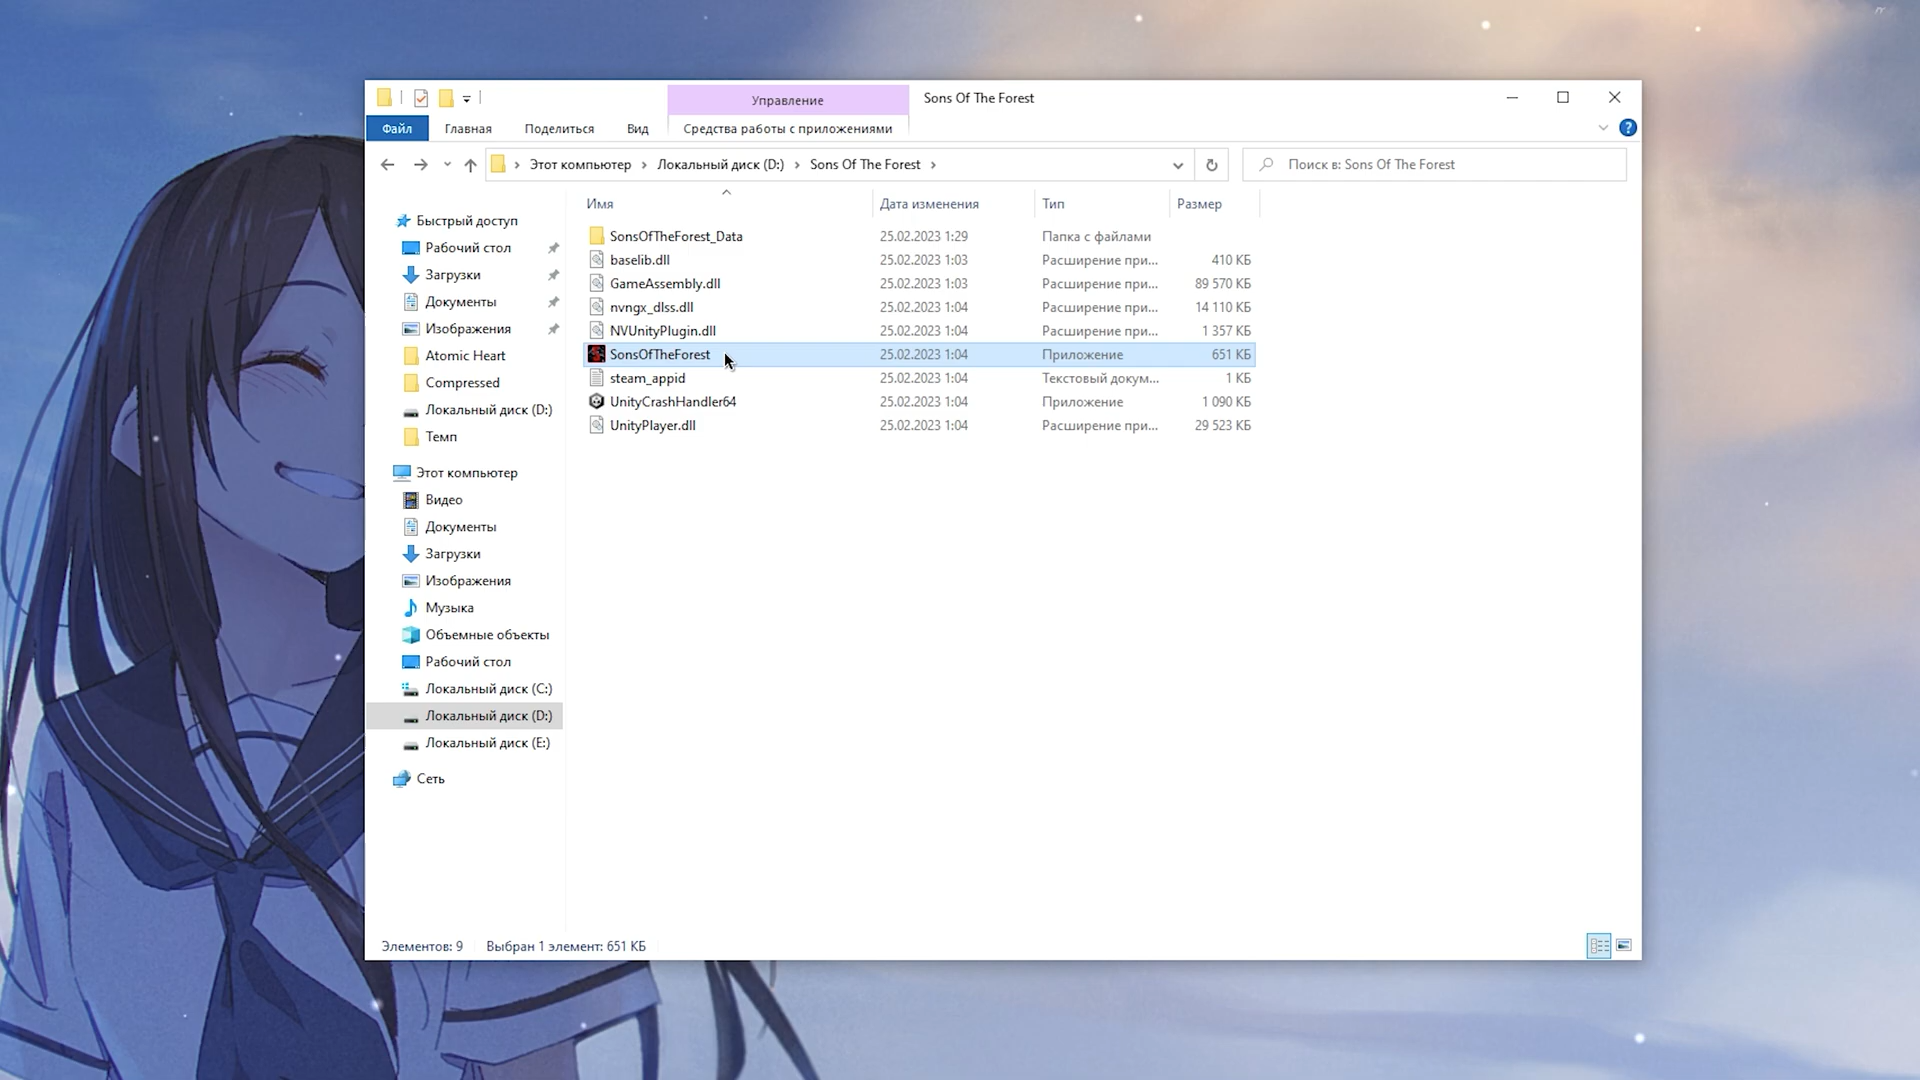 Управление
Sons Of The Forest
Файл
Главная
Поделиться
Вид
Средства работы с приложениями
Этот компьютер
Локальный диск (D:)
Sons Of The Forest
Поиск в: Sons Of The Forest
Имя
Дата изменения
Тип
Размер
SonsOfTheForest_Data 25.02.2023 1:29 Папка с файлами
baselib.dll 25.02.2023 1:03 Расширение при... 410 КБ
GameAssembly.dll 25.02.2023 1:03 Расширение при... 89 570 КБ
nvngx_dlss.dll 25.02.2023 1:04 Расширение при... 14 110 КБ
NVUnityPlugin.dll 25.02.2023 1:04 Расширение при... 1 357 КБ
SonsOfTheForest 25.02.2023 1:04 Приложение 651 КБ
steam_appid 25.02.2023 1:04 Текстовый докум... 1 КБ
UnityCrashHandler64 25.02.2023 1:04 Приложение 1 090 КБ
UnityPlayer.dll 25.02.2023 1:04 Расширение при... 29 523 КБ
Быстрый доступ
Рабочий стол
Загрузки
Документы
Изображения
Atomic Heart
Compressed
Локальный диск (D:)
Темп
Этот компьютер
Видео
Документы
Загрузки
Изображения
Музыка
Объемные объекты
Рабочий стол
Локальный диск (C:)
Локальный диск (D:)
Локальный диск (E:)
Сеть
Элементов: 9
Выбран 1 элемент: 651 КБ